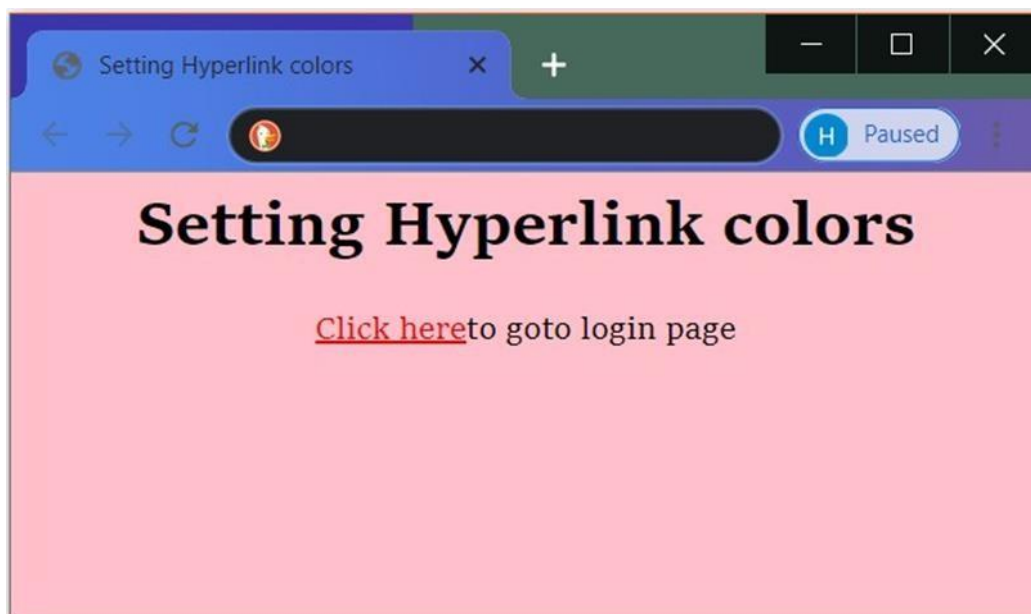 Setting Hyperlink colors
H Paused
Setting Hyperlink colors
Click hereto goto login page